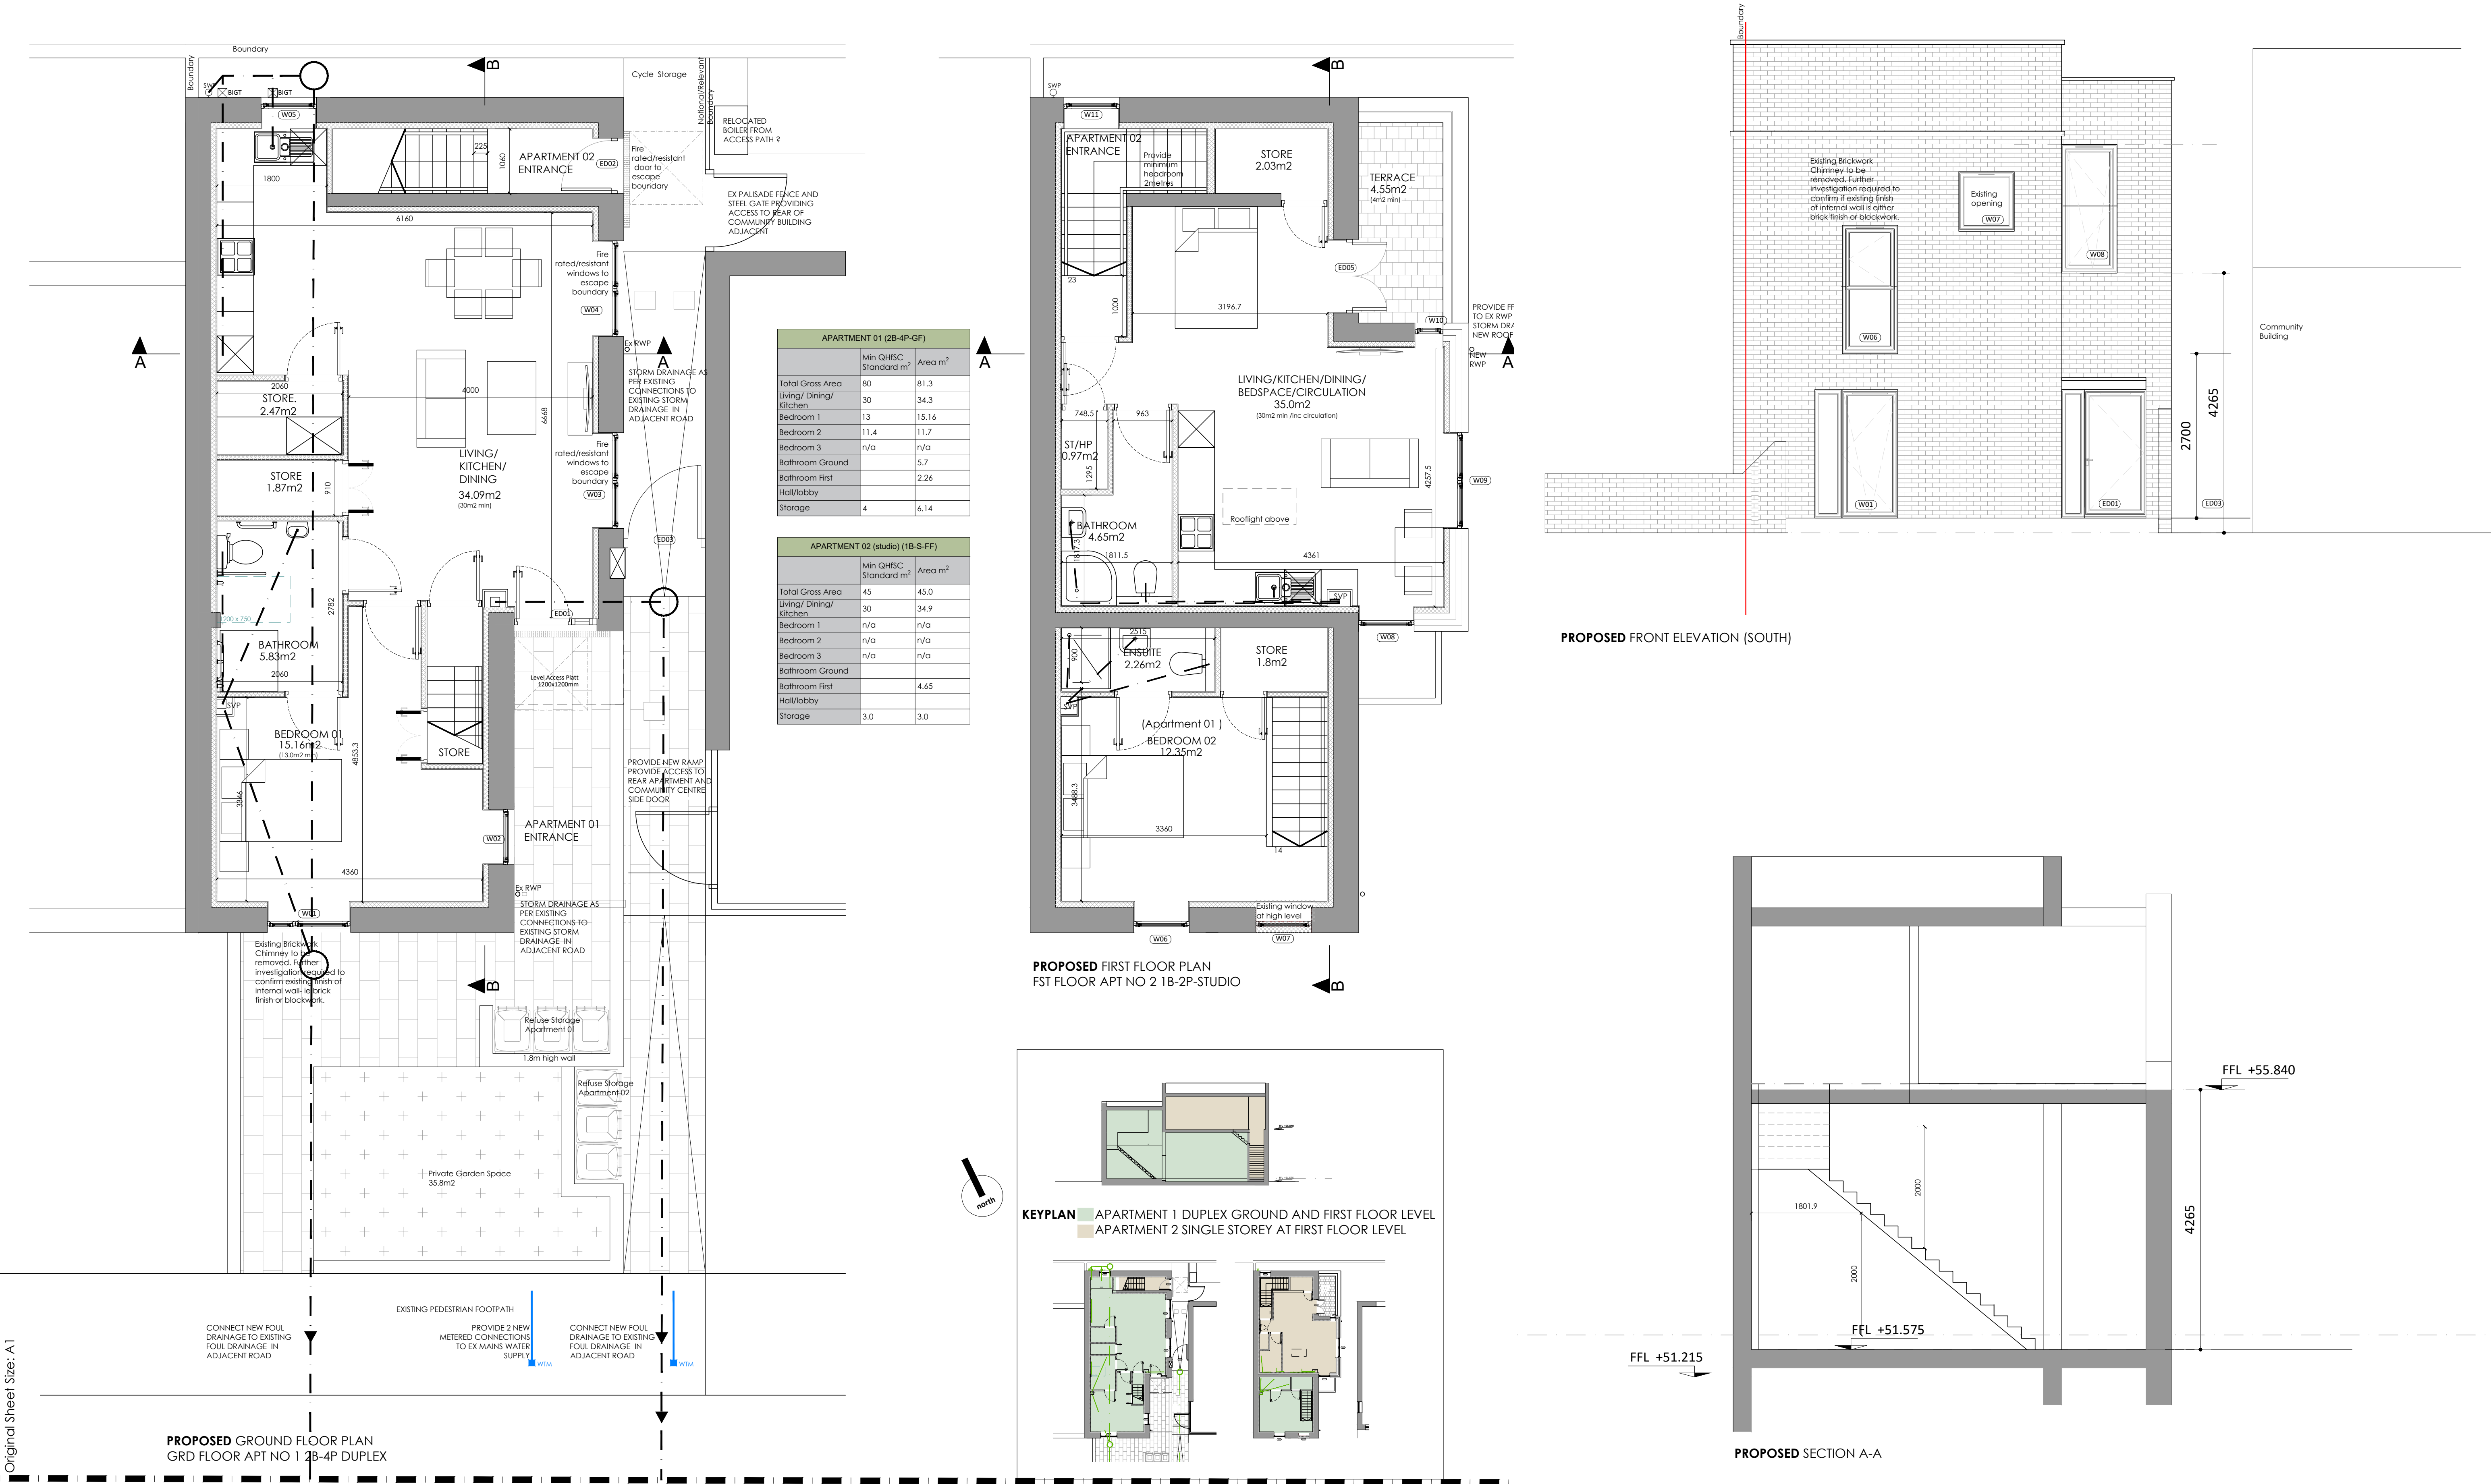 Boundary
Boundary
SWP
BIGT
BIGT
W05
1800
225
1060
APARTMENT 02
ENTRANCE
ED02
Cycle Storage
Notional/Relevant
Boundary
Fire
rated/resistant
door to
escape
boundary
RELOCATED
BOILER FROM
ACCESS PATH ?
EX PALISADE FENCE AND
STEEL GATE PROVIDING
ACCESS TO REAR OF
COMMUNITY BUILDING
ADJACENT
6160
Fire
rated/resistant
windows to
escape
boundary
W04
Ex RWP
A
A
B
STORM DRAINAGE AS
PER EXISTING
CONNECTIONS TO
EXISTING STORM
DRAINAGE IN
ADJACENT ROAD
2060
STORE.
2.47m2
4000
6668
STORE
1.87m2
910
LIVING/
KITCHEN/
DINING
34.09m2
(30m2 min)
Fire
rated/resistant
windows to
escape
boundary
W03
ED03
2782
ED01
BATHROOM
5.83m2
2060
Level Access Platt
1200x1200mm
SVP
BEDROOM 01
15.16m2
(13.0m2 min)
4853.3
3346
STORE
PROVIDE NEW RAMP
PROVIDE ACCESS TO
REAR APARTMENT AND
COMMUNITY CENTRE
SIDE DOOR
W02
APARTMENT 01
ENTRANCE
4360
Ex RWP
W01
STORM DRAINAGE AS
PER EXISTING
CONNECTIONS TO
EXISTING STORM
DRAINAGE IN
ADJACENT ROAD
Existing Brickwork
Chimney to be
removed. Further
investigation required to
confirm existing finish of
internal wall- ie brick
finish or blockwork.
B
Refuse Storage
Apartment 01
1.8m high wall
Refuse Storage
Apartment 02
Private Garden Space
35.8m2
EXISTING PEDESTRIAN FOOTPATH
CONNECT NEW FOUL
DRAINAGE TO EXISTING
FOUL DRAINAGE IN
ADJACENT ROAD
PROVIDE 2 NEW
METERED CONNECTIONS
TO EX MAINS WATER
SUPPLY
WTM
CONNECT NEW FOUL
DRAINAGE TO EXISTING
FOUL DRAINAGE IN
ADJACENT ROAD
WTM
PROPOSED GROUND FLOOR PLAN
GRD FLOOR APT NO 1 2B-4P DUPLEX
Original Sheet Size: A1
APARTMENT 01 (2B-4P-GF)
Min QHfSC Standard m2 Area m2
Total Gross Area 80 81.3
Living/ Dining/ Kitchen 30 34.3
Bedroom 1 13 15.16
Bedroom 2 11.4 11.7
Bedroom 3 n/a n/a
Bathroom Ground 5.7
Bathroom First 2.26
Hall/lobby
Storage 4 6.14
APARTMENT 02 (studio) (1B-S-FF)
Min QHfSC Standard m2 Area m2
Total Gross Area 45 45.0
Living/ Dining/ Kitchen 30 34.9
Bedroom 1 n/a n/a
Bedroom 2 n/a n/a
Bedroom 3 n/a n/a
Bathroom Ground
Bathroom First 4.65
Hall/lobby
Storage 3.0 3.0
SWP
W11
B
APARTMENT 02
ENTRANCE
Provide
minimum
headroom
2metres
STORE
2.03m2
TERRACE
4.55m2
(4m2 min)
ED05
23
1000
3196.7
W10
NEW
RWP
A
A
LIVING/KITCHEN/DINING/
BEDSPACE/CIRCULATION
35.0m2
(30m2 min /inc circulation)
748.5
963
ST/HP
0.97m2
1295
4257.5
W09
Rooflight above
BATHROOM
4.65m2
1811.5
4361
SVP
W08
2515
900
ENSUITE
2.26m2
STORE
1.8m2
SVP
(Apartment 01 )
BEDROOM 02
12.35m2
3488.3
3360
14
Existing window
at high level
W06
W07
PROPOSED FIRST FLOOR PLAN
FST FLOOR APT NO 2 1B-2P-STUDIO
B
north
KEYPLAN
APARTMENT 1 DUPLEX GROUND AND FIRST FLOOR LEVEL
APARTMENT 2 SINGLE STOREY AT FIRST FLOOR LEVEL
Boundary
Existing Brickwork
Chimney to be
removed. Further
investigation required to
confirm if existing finish
of internal wall is either
brick finish or blockwork.
Existing
opening
W07
W08
W06
W01
ED01
ED03
2700
4265
Community
Building
PROPOSED FRONT ELEVATION (SOUTH)
FFL +55.840
1801.9
2000
2000
4265
FFL +51.575
FFL +51.215
PROPOSED SECTION A-A